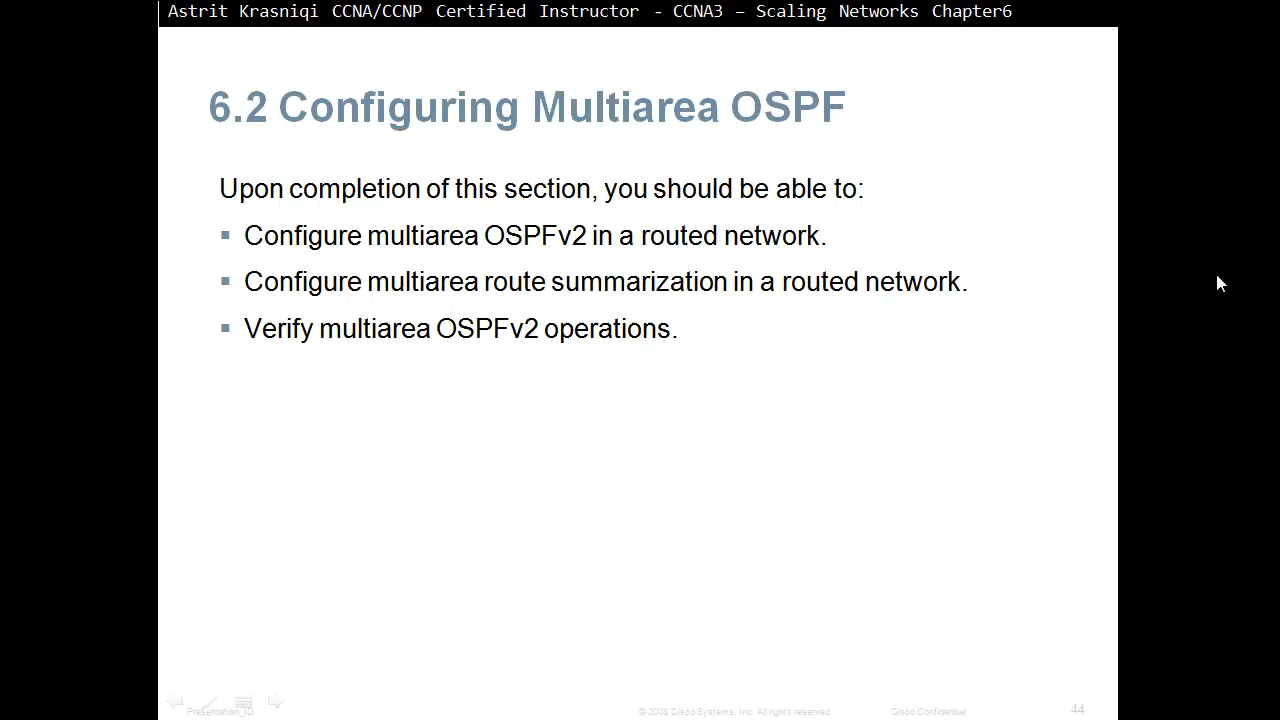 Astrit Krasniqi CCNA/CCNP Certified Instructor - CCNA3 – Scaling Networks Chapter6
6.2 Configuring Multiarea OSPF
Upon completion of this section, you should be able to:
▪ Configure multiarea OSPFv2 in a routed network.
▪ Configure multiarea route summarization in a routed network.
▪ Verify multiarea OSPFv2 operations.
Presentation_ID © 2008 Cisco Systems, Inc. All rights reserved. Cisco Confidential 44